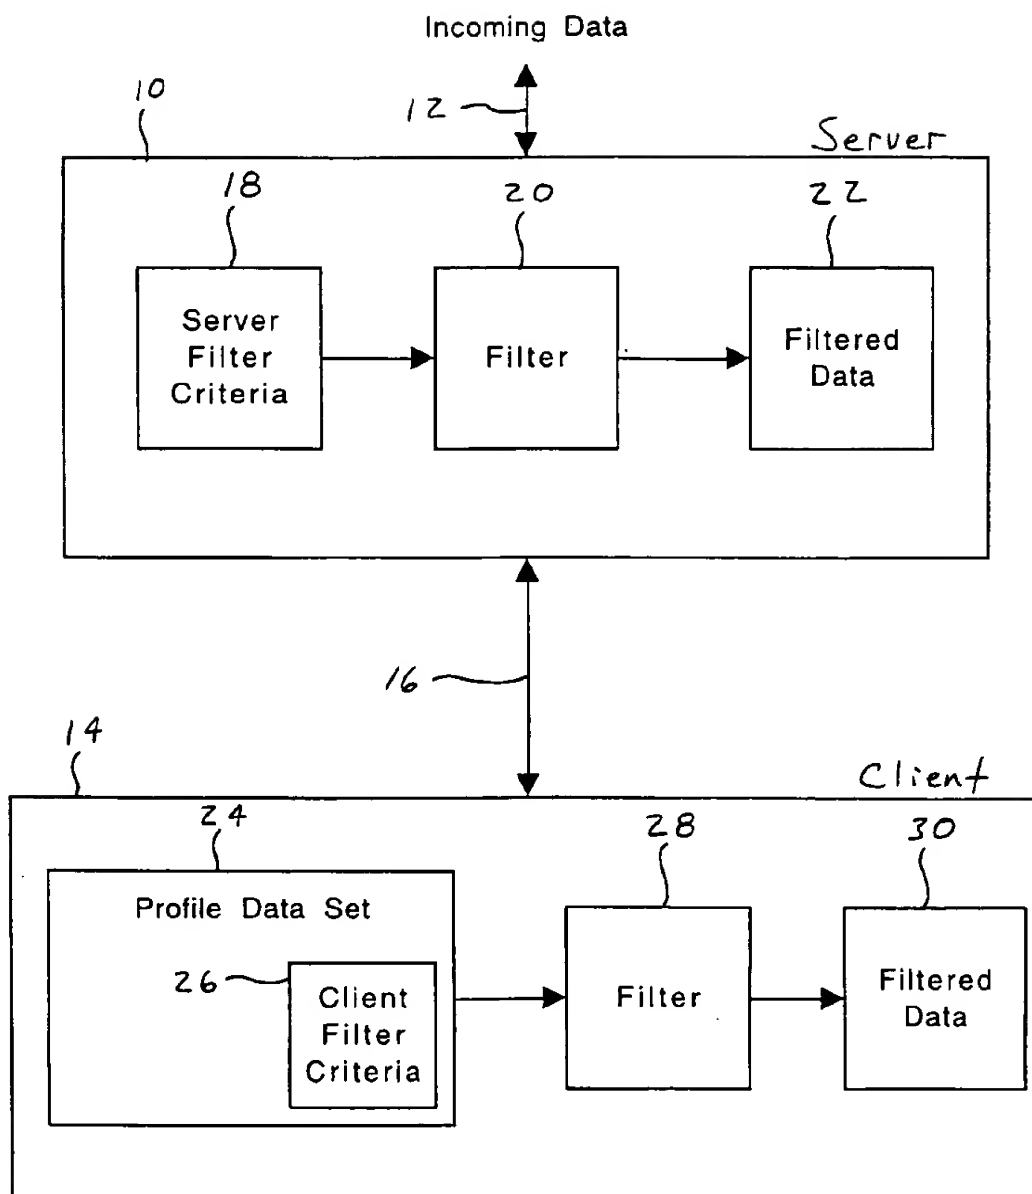 Incoming Data
12
10
Server
18
20
22
Server
Filter
Criteria
Filter
Filtered
Data
16
14
Client
24
28
30
Profile Data Set
26
Client
Filter
Criteria
Filter
Filtered
Data